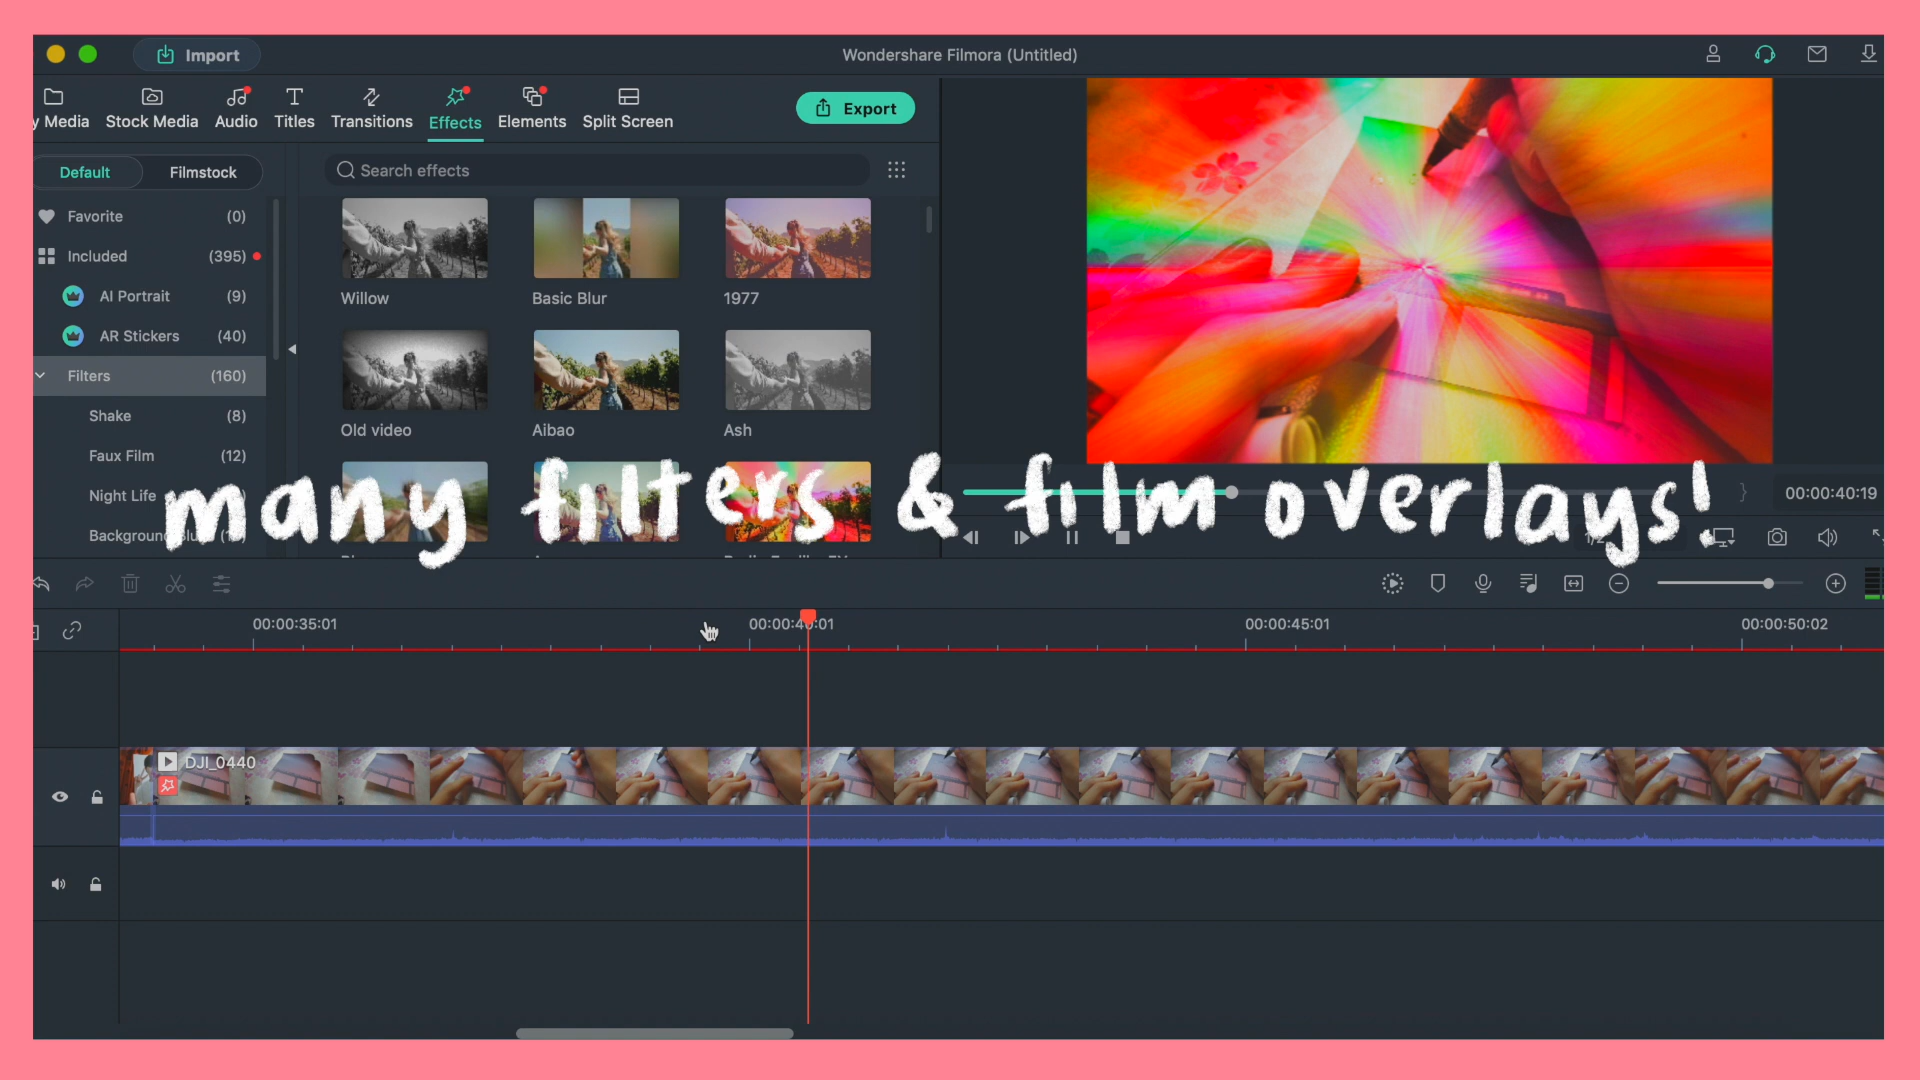 Import
Wondershare Filmora (Untitled)
y Media Stock Media Audio Titles Transitions Effects Elements Split Screen
Export
Default Filmstock
Search effects
Favorite (0)
Included (395)
AI Portrait (9)
AR Stickers (40)
Filters (160)
Shake (8)
Faux Film (12)
Night Life
Background
Willow Basic Blur 1977
Old video Aibao Ash
many filters & film overlays!
00:00:40:19
1/2
00:00:35:01 00:00:40:01 00:00:45:01 00:00:50:02
DJI_0440